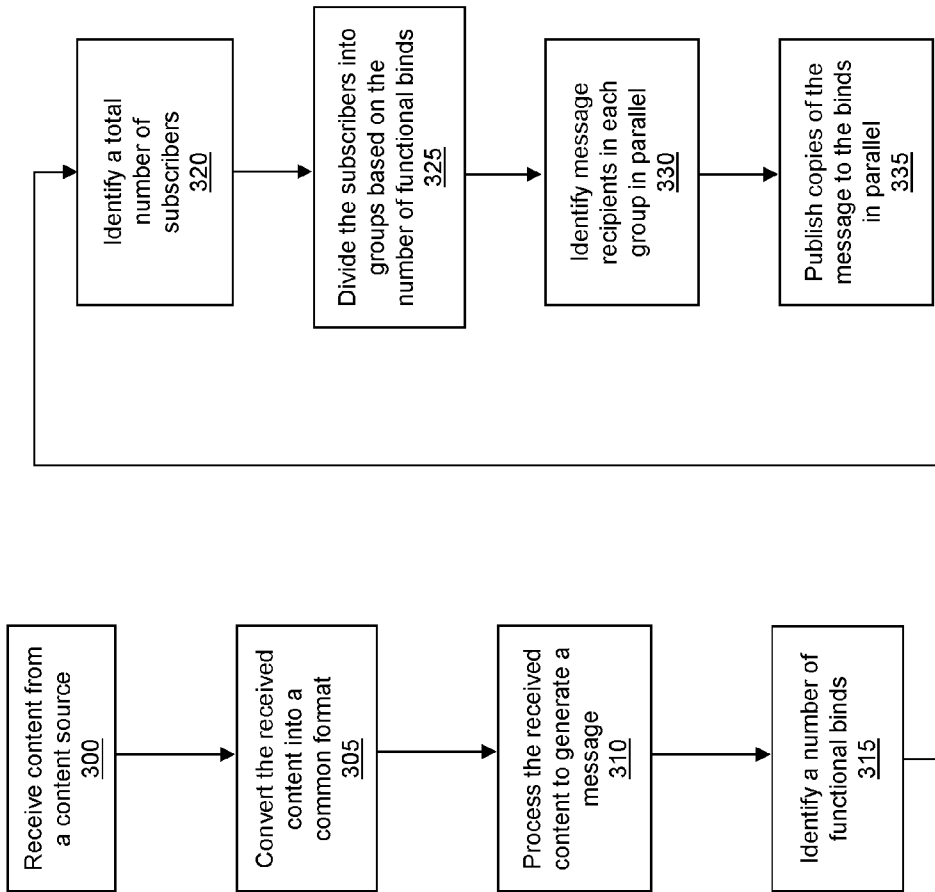 Receive content from
a content source
300
Convert the received
content into a
common format
305
Process the received
content to generate a
message
310
Identify a number of
functional binds
315
Identify a total
number of
subscribers
320
Divide the subscribers into
groups based on the
number of functional binds
325
Identify message
recipients in each
group in parallel
330
Publish copies of the
message to the binds
in parallel
335